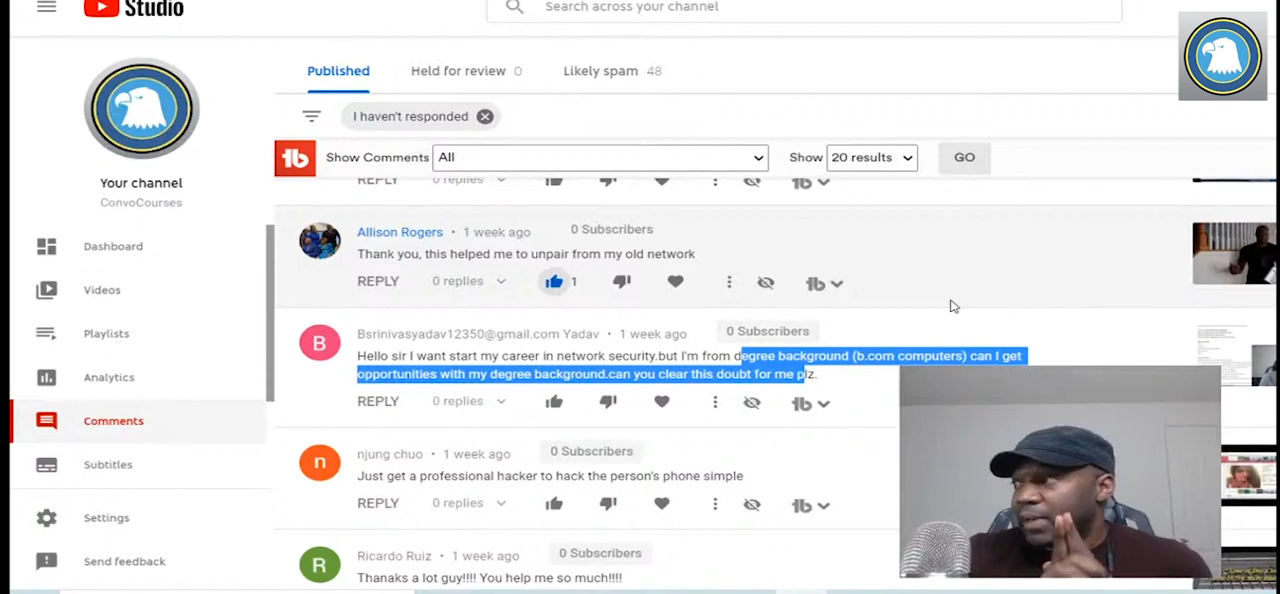 Studio
Search across your channel
Published
Held for review 0
Likely spam 48
I haven't responded
tb
Show Comments
All
Show
20 results
GO
Your channel
ConvoCourses
REPLY
0 replies
tb
Dashboard
Videos
Playlists
Analytics
Comments
Subtitles
Settings
Send feedback
Allison Rogers • 1 week ago 0 Subscribers
Thank you, this helped me to unpair from my old network
REPLY 0 replies 1 tb
B
Bsrinivasyadav12350@gmail.com Yadav • 1 week ago 0 Subscribers
Hello sir I want start my career in network security.but I'm from degree background (b.com computers) can I get
opportunities with my degree background.can you clear this doubt for me plz.
REPLY 0 replies tb
n
njung chuo • 1 week ago 0 Subscribers
Just get a professional hacker to hack the person's phone simple
REPLY 0 replies tb
R
Ricardo Ruiz • 1 week ago 0 Subscribers
Thanaks a lot guy!!!! You help me so much!!!!